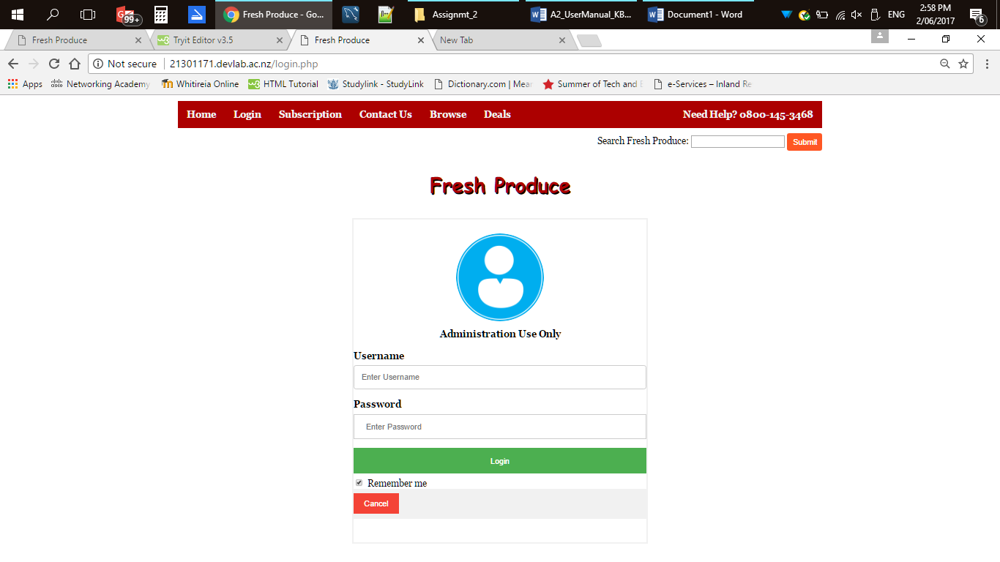 99+
Fresh Produce - Go...
Assignmt_2
A2_UserManual_KB...
Document1 - Word
ENG
2:58 PM
2/06/2017
6
Fresh Produce
Tryit Editor v3.5
Fresh Produce
New Tab
Not secure
21301171.devlab.ac.nz/login.php
Apps
Networking Academy
Whitireia Online
HTML Tutorial
Studylink - StudyLink
Dictionary.com | Mear
Summer of Tech and
e-Services – Inland Re
Home Login Subscription Contact Us Browse Deals Need Help? 0800-145-3468
Search Fresh Produce: Submit
Fresh Produce
Administration Use Only
Username
Enter Username
Password
Enter Password
Login
Remember me
Cancel